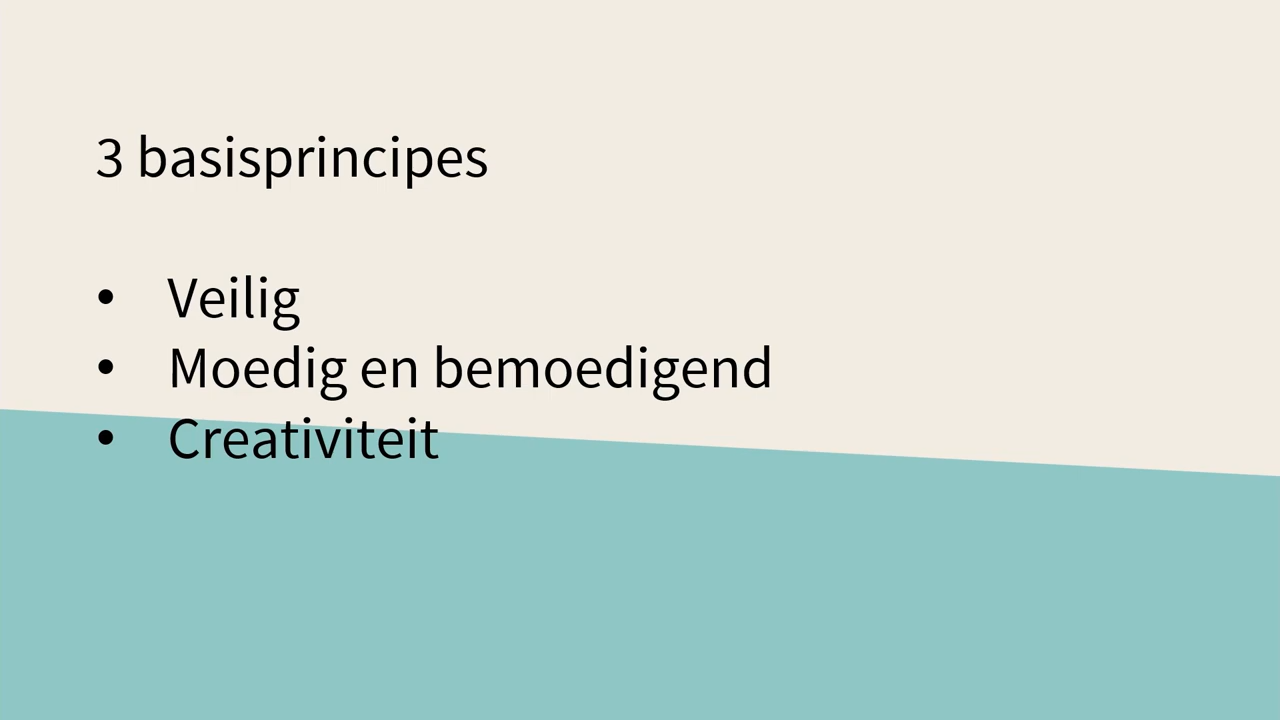 3 basisprincipes
• Veilig
• Moedig en bemoedigend
• Creativiteit